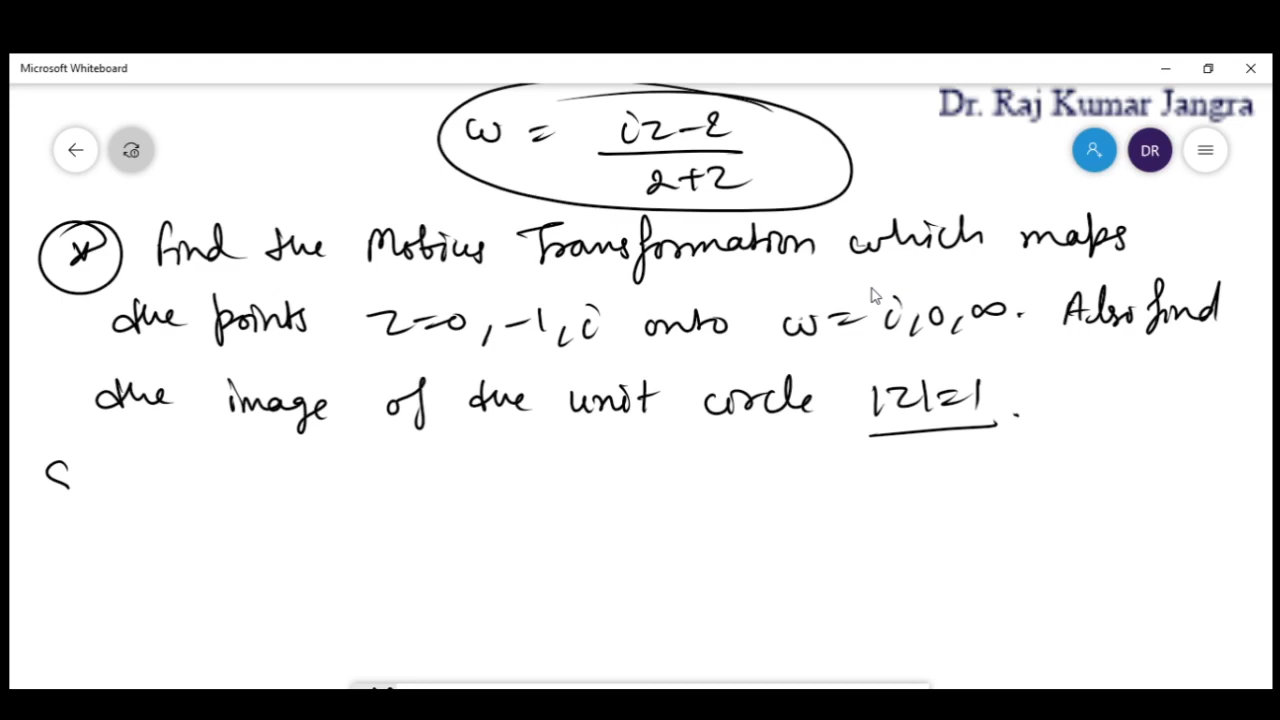 Microsoft Whiteboard
Dr. Raj Kumar Jangra
ω = iz-2 / 2+z
DR
* find the Mobius Transformation which maps
the points z=0, -1, i onto ω = i, 0, ∞. Also find
the image of the unit circle |z|=1.
S